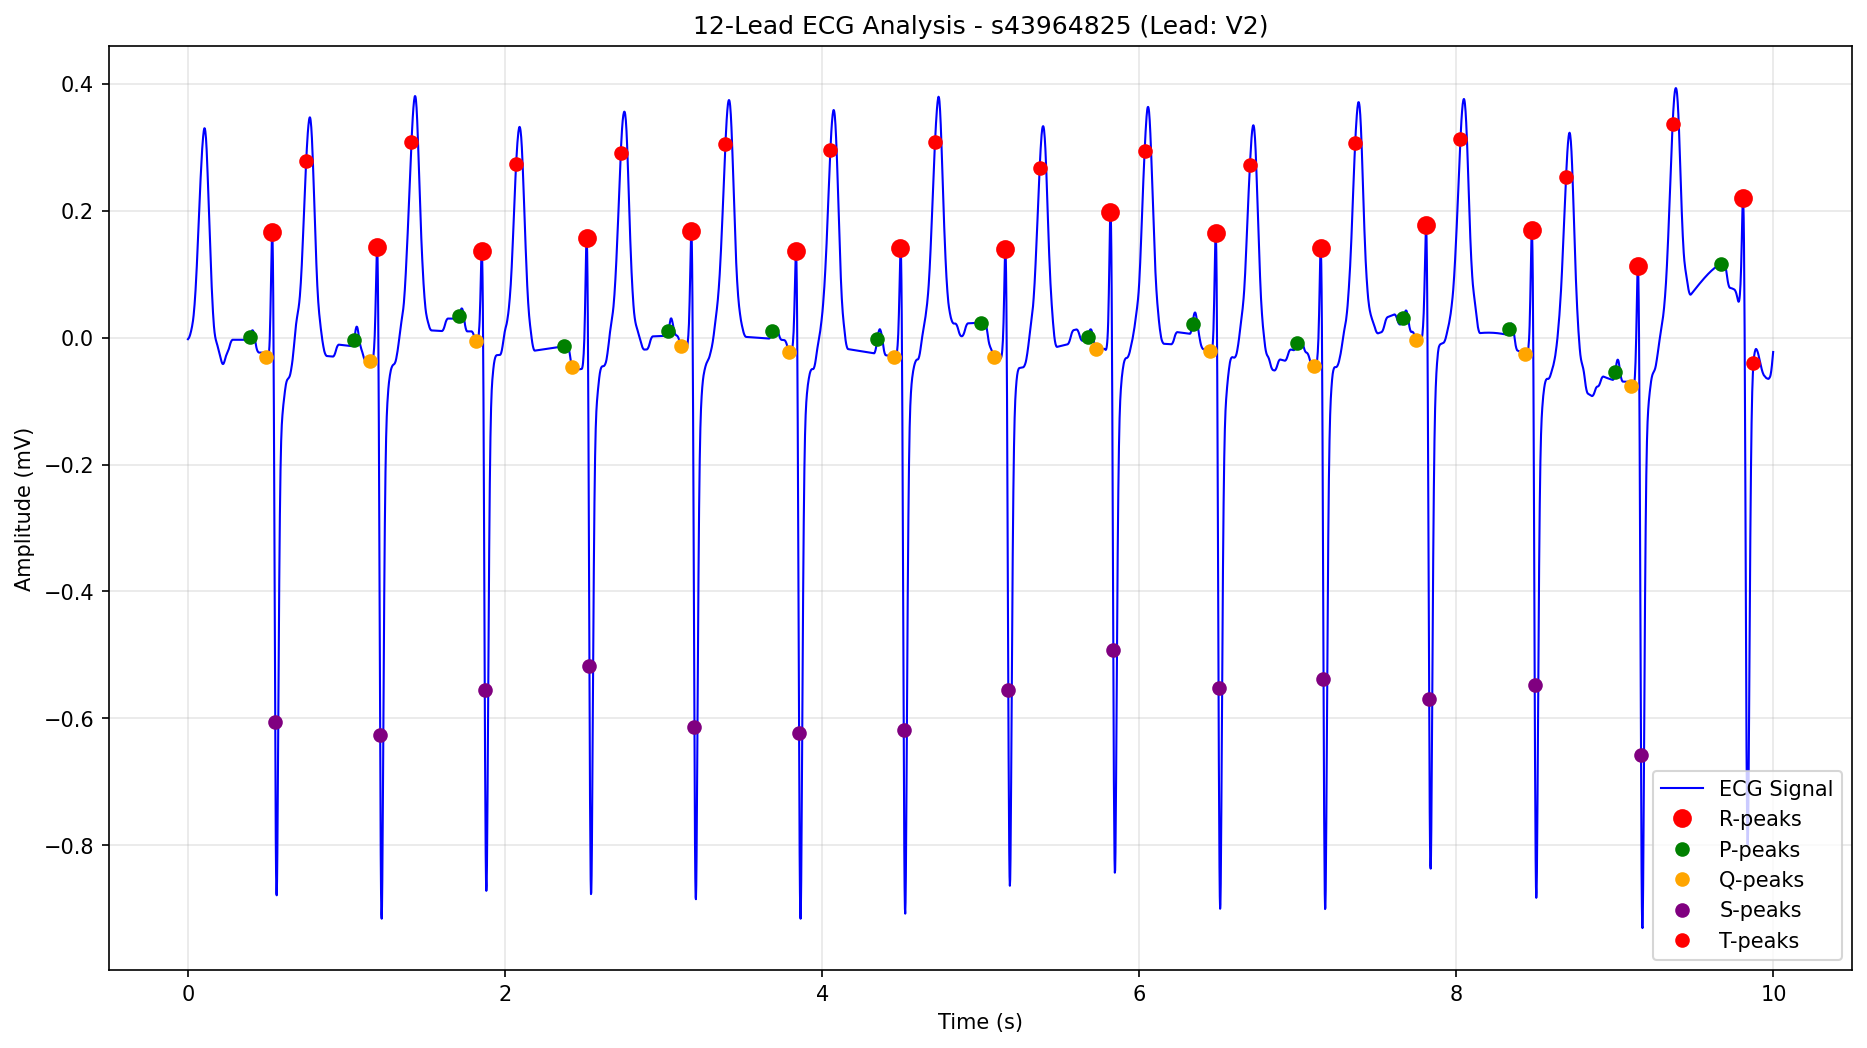 12-Lead ECG Analysis - s43964825 (Lead: V2)
0.4
0.2
0.0
−0.2
−0.4
−0.6
−0.8
Amplitude (mV)
0 2 4 6 8 10
Time (s)
ECG Signal
R-peaks
P-peaks
Q-peaks
S-peaks
T-peaks